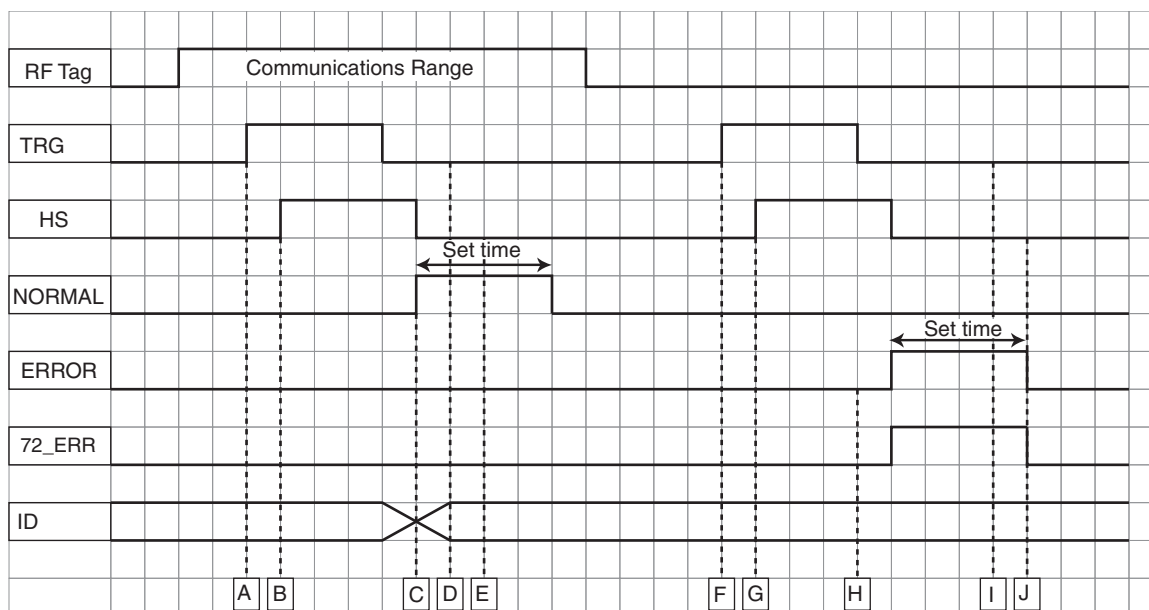 RF Tag
Communications Range
TRG
HS
Set time
NORMAL
Set time
ERROR
72_ERR
ID
A B C D E F G H I J